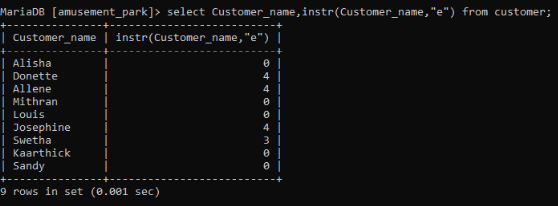 MariaDB [amusement_park]> select Customer_name,instr(Customer_name,"e") from customer;
+---------------+--------------------------+
| Customer_name | instr(Customer_name,"e") |
+---------------+--------------------------+
| Alisha        |                        0 |
| Donette       |                        4 |
| Allene        |                        4 |
| Mithran       |                        0 |
| Louis         |                        0 |
| Josephine     |                        4 |
| Swetha        |                        3 |
| Kaarthick     |                        0 |
| Sandy         |                        0 |
+---------------+--------------------------+
9 rows in set (0.001 sec)